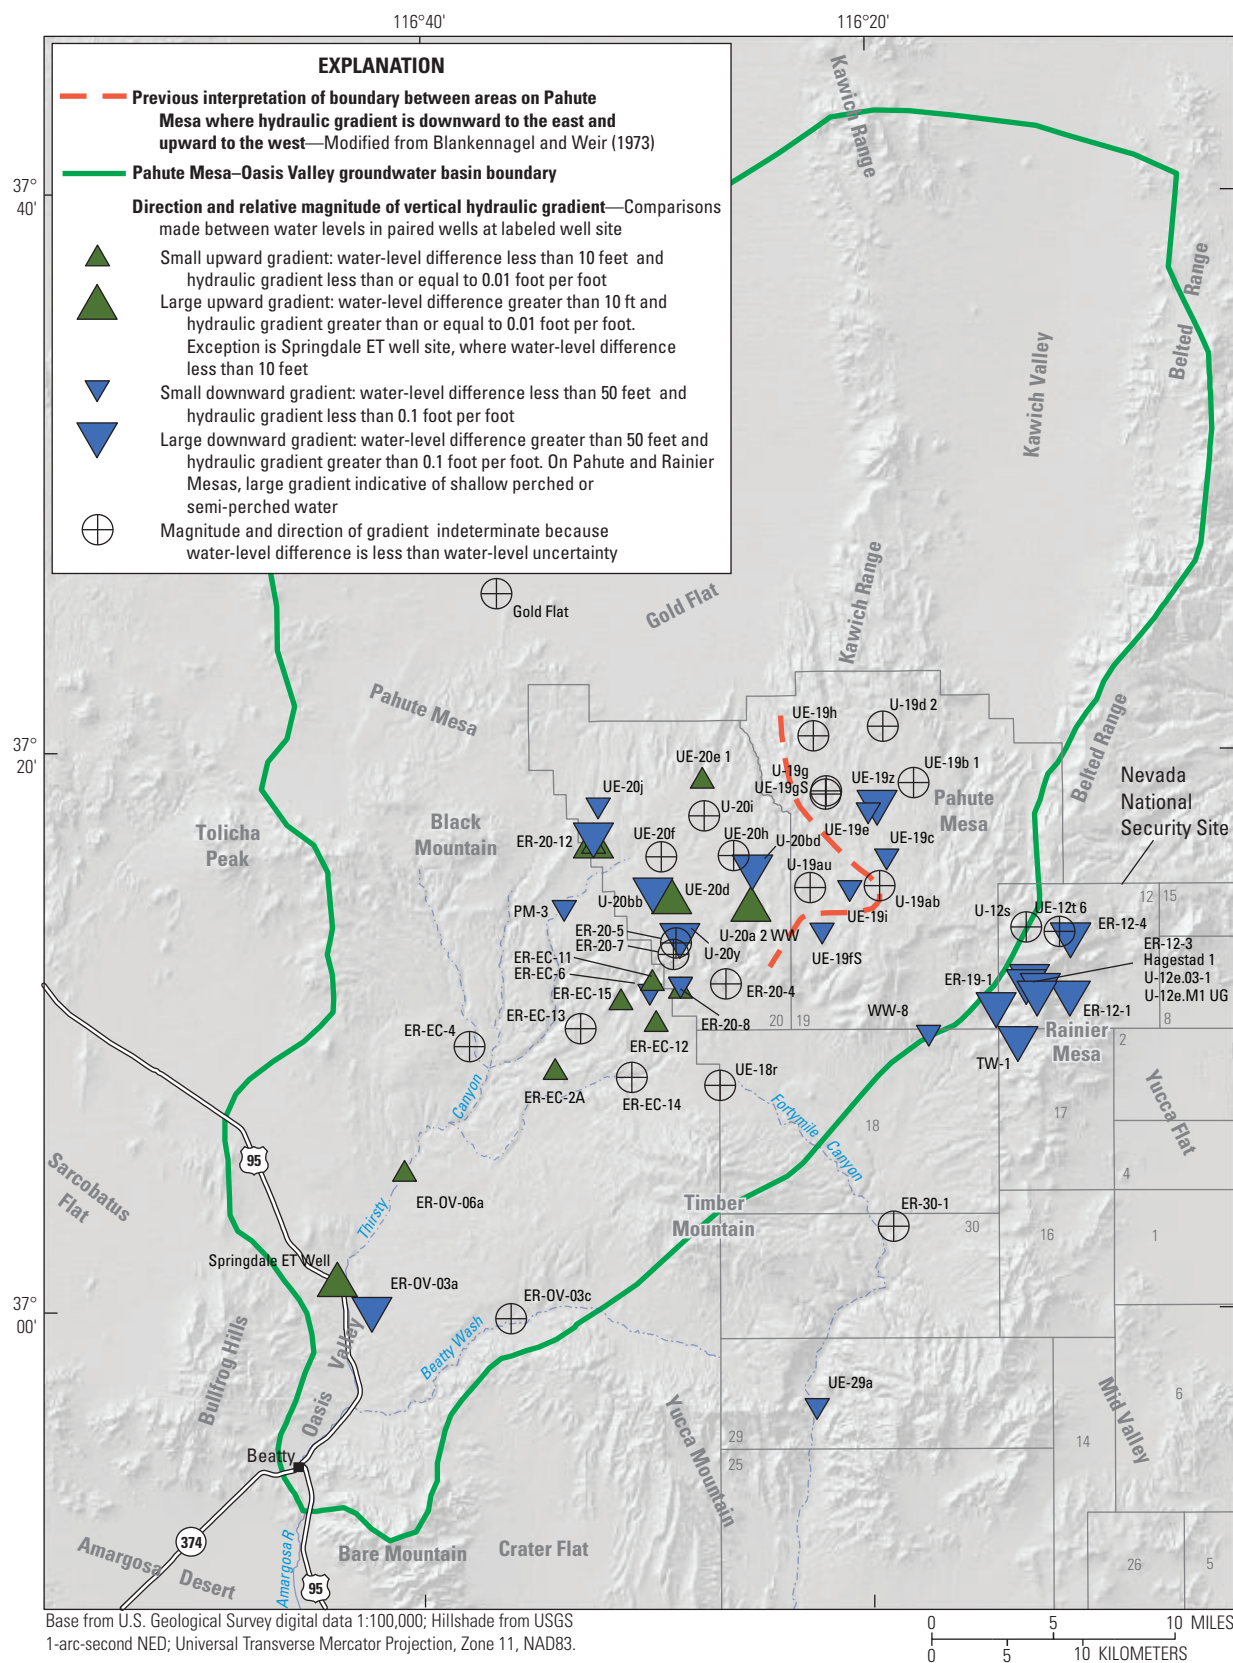 116°40'
116°20'
EXPLANATION
Previous interpretation of boundary between areas on Pahute
Mesa where hydraulic gradient is downward to the east and
upward to the west—Modified from Blankennagel and Weir (1973)
Pahute Mesa–Oasis Valley groundwater basin boundary
Direction and relative magnitude of vertical hydraulic gradient—Comparisons
made between water levels in paired wells at labeled well site
Small upward gradient: water-level difference less than 10 feet and
hydraulic gradient less than or equal to 0.01 foot per foot
Large upward gradient: water-level difference greater than 10 ft and
hydraulic gradient greater than or equal to 0.01 foot per foot.
Exception is Springdale ET well site, where water-level difference
less than 10 feet
Small downward gradient: water-level difference less than 50 feet and
hydraulic gradient less than 0.1 foot per foot
Large downward gradient: water-level difference greater than 50 feet and
hydraulic gradient greater than 0.1 foot per foot. On Pahute and Rainier
Mesas, large gradient indicative of shallow perched or
semi-perched water
Magnitude and direction of gradient indeterminate because
water-level difference is less than water-level uncertainty
37°
40'
37°
20'
37°
00'
Kawich Range
Belted Range
Kawich Valley
Gold Flat
Gold Flat
Kawich Range
Pahute Mesa
Belted Range
Nevada
National
Security Site
UE-19h
U-19d 2
UE-20e 1
U-19g
UE-19gS
UE-19z
UE-19b 1
Pahute
Mesa
UE-20j
U-20i
Tolicha
Peak
Black
Mountain
ER-20-12
UE-20f
UE-20h
U-20bd
UE-19e
UE-19c
U-19au
U-20bb
UE-20d
PM-3
U-19ab
UE-19i
U-12s
UE-12t 6
12
15
ER-12-4
ER-20-5
ER-20-7
U-20a 2 WW
U-20y
UE-19fS
ER-12-3
Hagestad 1
U-12e.03-1
U-12e.M1 UG
ER-EC-11
ER-EC-6
ER-EC-15
ER-20-4
ER-19-1
ER-12-1
ER-EC-13
ER-EC-4
ER-20-8
20
19
WW-8
8
Rainier
Mesa
2
ER-EC-12
TW-1
ER-EC-2A
ER-EC-14
UE-18r
Canyon
Fortymile Canyon
18
17
Yucca Flat
95
Sarcobatus
Flat
4
ER-OV-06a
Thirsty
Timber
Mountain
ER-30-1
30
16
1
Springdale ET Well
ER-OV-03a
ER-OV-03c
Bullfrog Hills
Oasis Valley
Beatty Wash
UE-29a
Mid Valley
6
Yucca Mountain
29
25
14
Beatty
374
Amargosa Desert
Amargosa R
95
Bare Mountain
Crater Flat
26
5
Base from U.S. Geological Survey digital data 1:100,000; Hillshade from USGS
1-arc-second NED; Universal Transverse Mercator Projection, Zone 11, NAD83.
0 5 10 MILES
0 5 10 KILOMETERS